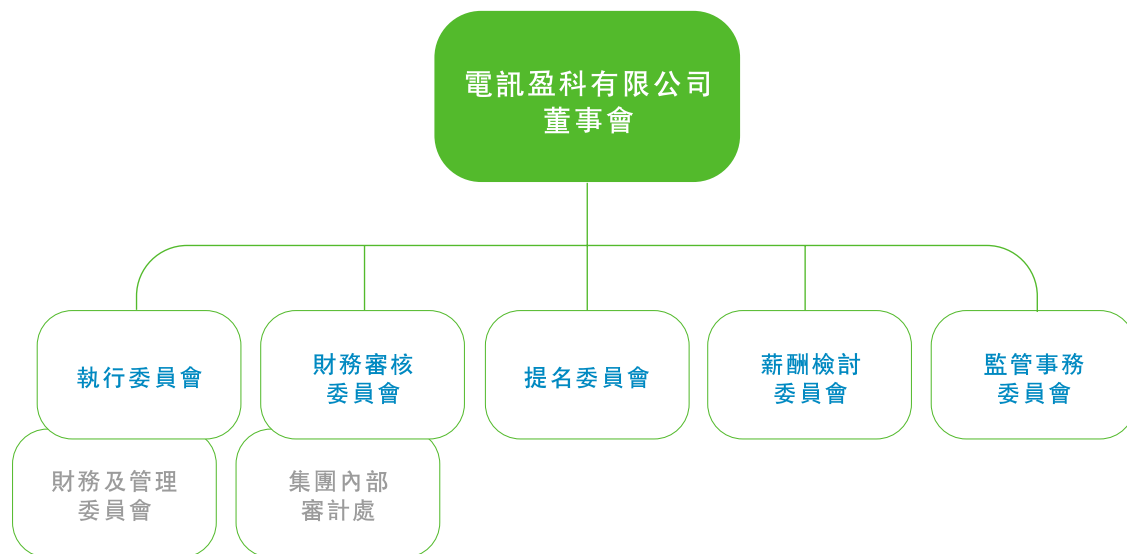 電訊盈科有限公司
董事會
執行委員會
財務審核
委員會
提名委員會
薪酬檢討
委員會
監管事務
委員會
財務及管理
委員會
集團內部
審計處